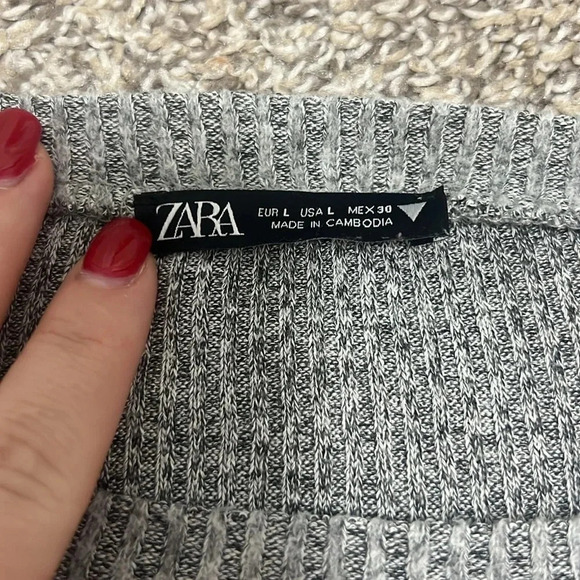 ZARA
EUR L USA L MEX 30
MADE IN CAMBODIA